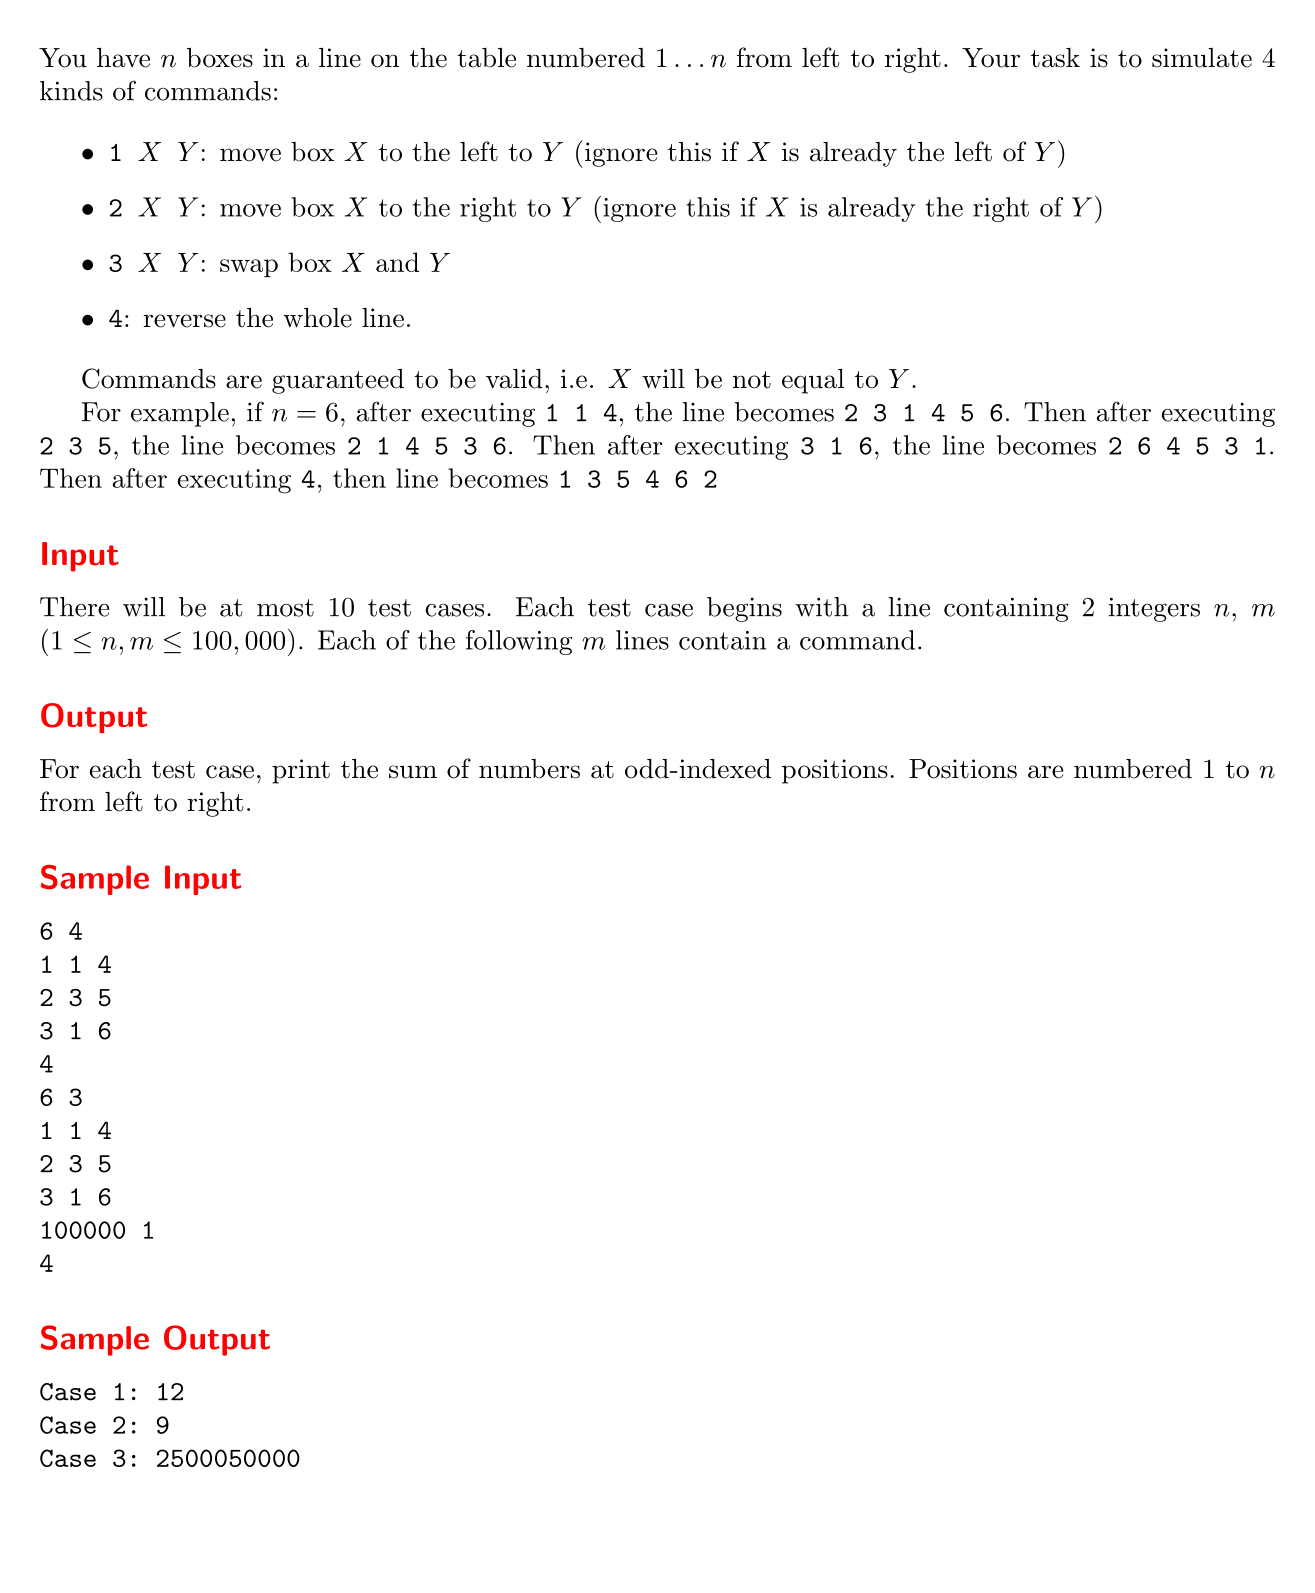 You have n boxes in a line on the table numbered 1 . . . n from left to right. Your task is to simulate 4
kinds of commands:
• 1 X Y: move box X to the left to Y (ignore this if X is already the left of Y)
• 2 X Y: move box X to the right to Y (ignore this if X is already the right of Y)
• 3 X Y: swap box X and Y
• 4: reverse the whole line.
Commands are guaranteed to be valid, i.e. X will be not equal to Y.
For example, if n = 6, after executing 1 1 4, the line becomes 2 3 1 4 5 6. Then after executing
2 3 5, the line becomes 2 1 4 5 3 6. Then after executing 3 1 6, the line becomes 2 6 4 5 3 1.
Then after executing 4, then line becomes 1 3 5 4 6 2
Input
There will be at most 10 test cases. Each test case begins with a line containing 2 integers n, m
(1 ≤ n, m ≤ 100,000). Each of the following m lines contain a command.
Output
For each test case, print the sum of numbers at odd-indexed positions. Positions are numbered 1 to n
from left to right.
Sample Input
6 4
1 1 4
2 3 5
3 1 6
4
6 3
1 1 4
2 3 5
3 1 6
100000 1
4
Sample Output
Case 1: 12
Case 2: 9
Case 3: 2500050000